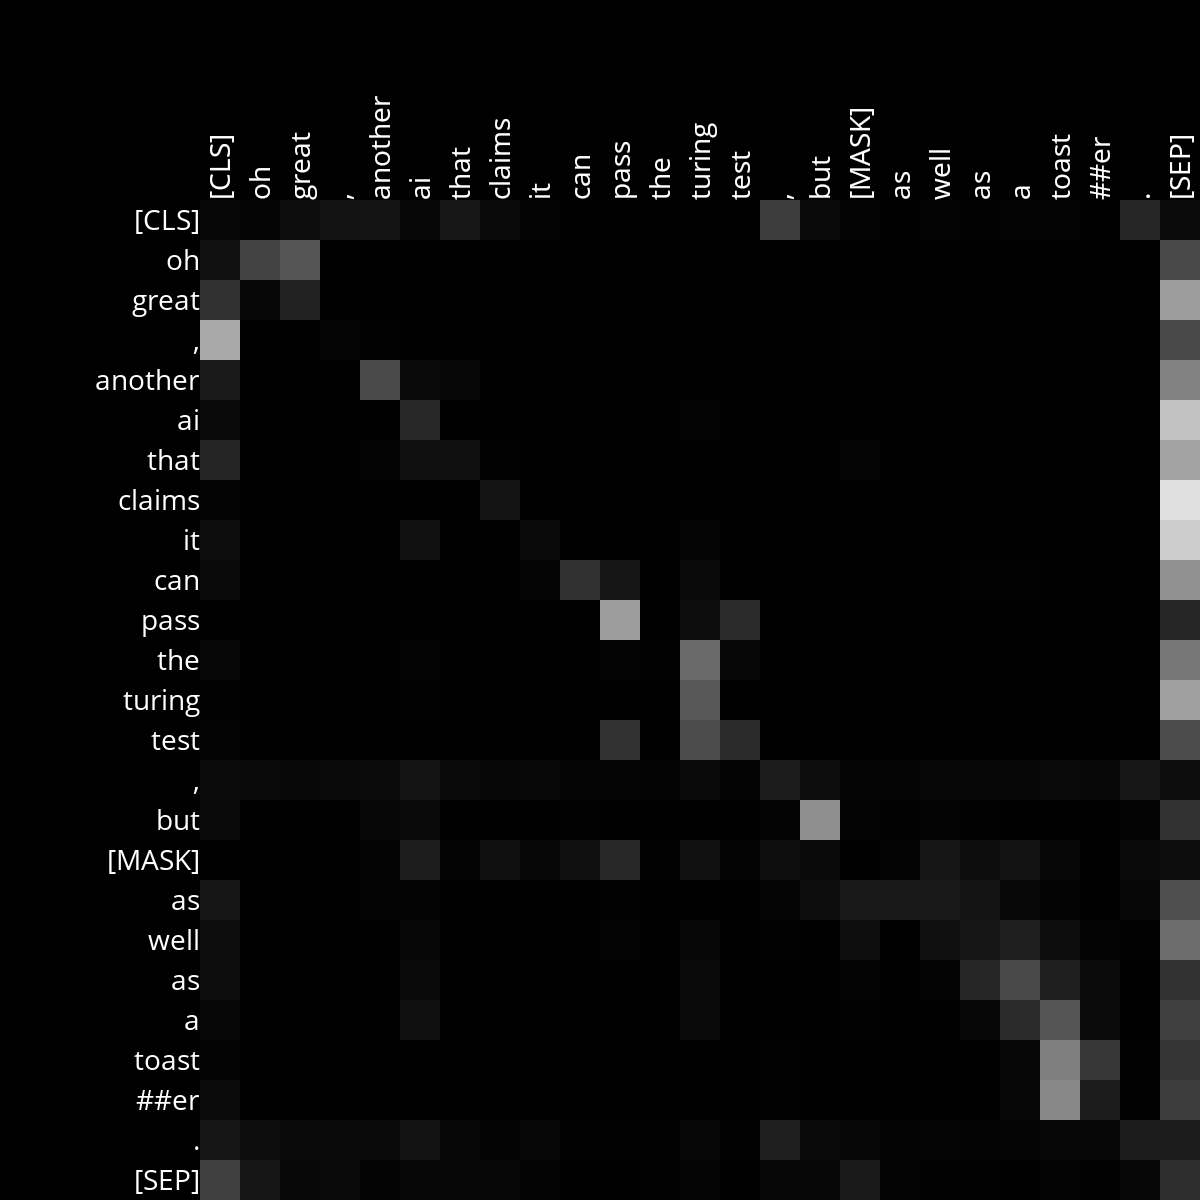 [CLS] oh great , another ai that claims it can pass the turing test , but [MASK] as well as a toast ##er . [SEP]
[CLS]
oh
great
,
another
ai
that
claims
it
can
pass
the
turing
test
,
but
[MASK]
as
well
as
a
toast
##er
.
[SEP]